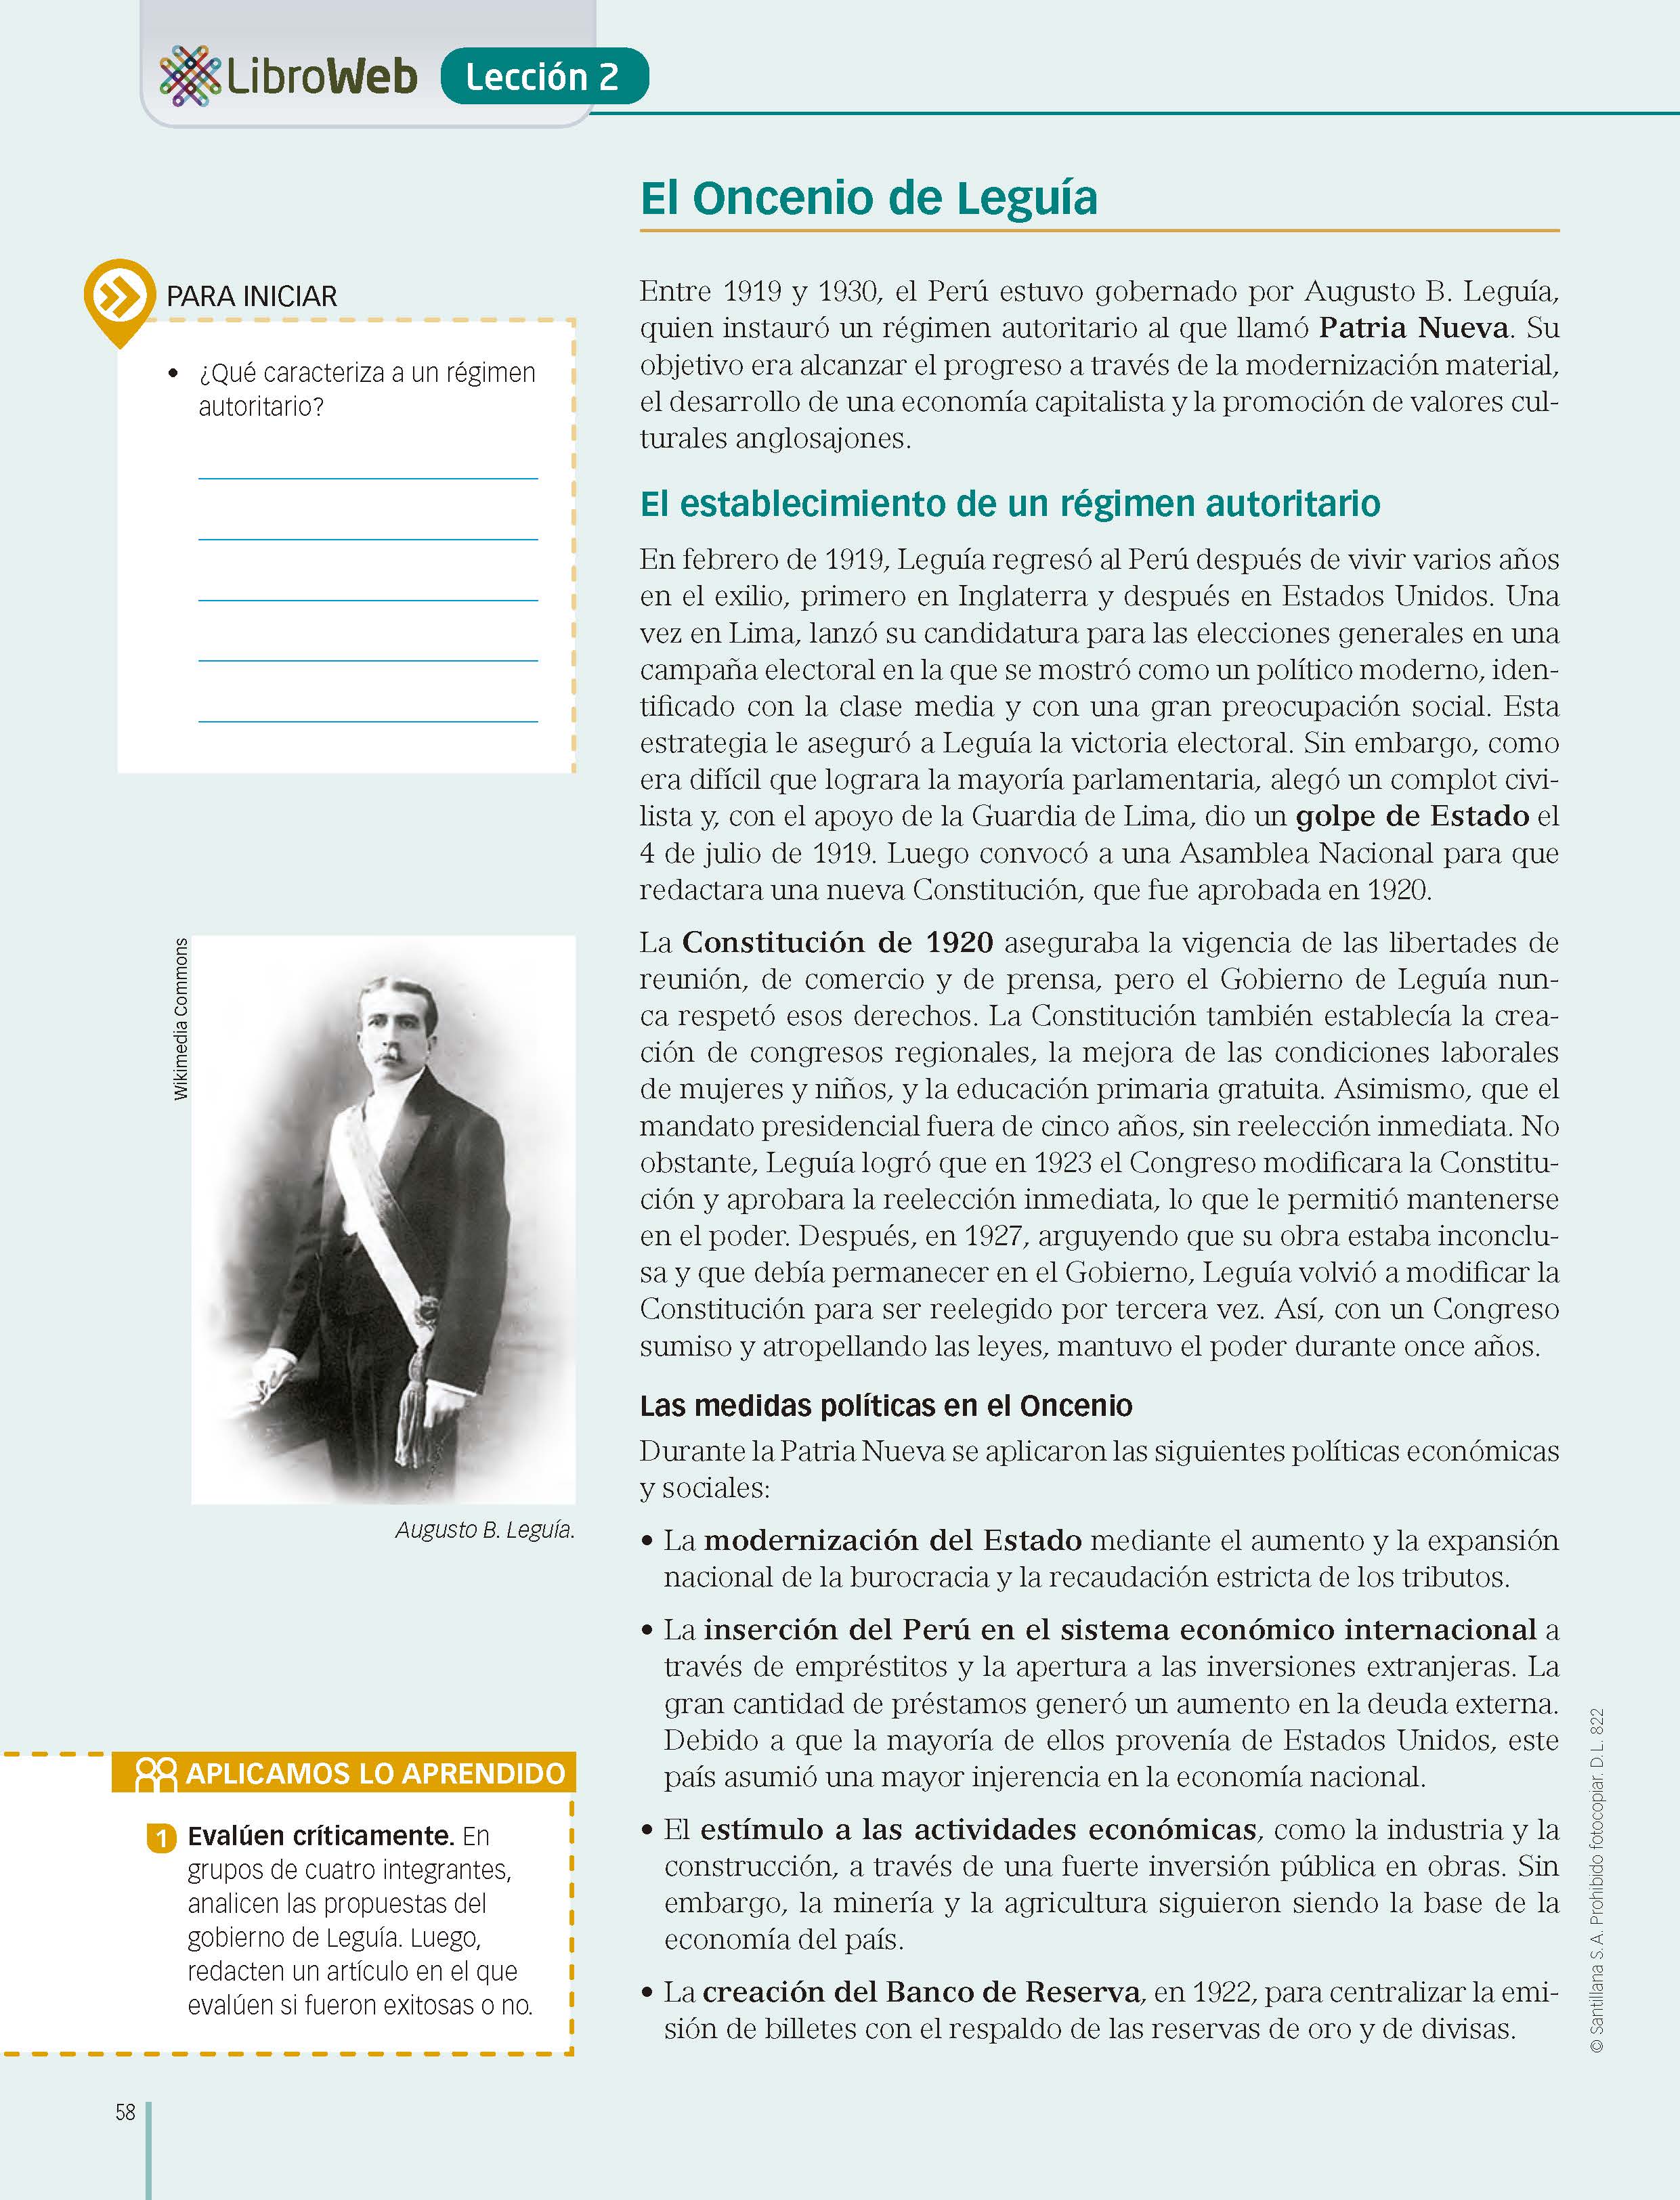 LibroWeb Lección 2
El Oncenio de Leguía
PARA INICIAR
• ¿Qué caracteriza a un régimen
autoritario?
Wikimedia commons
Augusto B. Leguía.
APLICAMOS LO APRENDIDO
1 Evalúen críticamente. En
grupos de cuatro integrantes,
analicen las propuestas del
gobierno de Leguía. Luego,
redacten un artículo en el que
evalúen si fueron exitosas o no.
Entre 1919 y 1930, el Perú estuvo gobernado por Augusto B. Leguía,
quien instauró un régimen autoritario al que llamó Patria Nueva. Su
objetivo era alcanzar el progreso a través de la modernización material,
el desarrollo de una economía capitalista y la promoción de valores cul-
turales anglosajones.
El establecimiento de un régimen autoritario
En febrero de 1919, Leguía regresó al Perú después de vivir varios años
en el exilio, primero en Inglaterra y después en Estados Unidos. Una
vez en Lima, lanzó su candidatura para las elecciones generales en una
campaña electoral en la que se mostró como un político moderno, iden-
tificado con la clase media y con una gran preocupación social. Esta
estrategia le aseguró a Leguía la victoria electoral. Sin embargo, como
era difícil que lograra la mayoría parlamentaria, alegó un complot civi-
lista y, con el apoyo de la Guardia de Lima, dio un golpe de Estado el
4 de julio de 1919. Luego convocó a una Asamblea Nacional para que
redactara una nueva Constitución, que fue aprobada en 1920.
La Constitución de 1920 aseguraba la vigencia de las libertades de
reunión, de comercio y de prensa, pero el Gobierno de Leguía nun-
ca respetó esos derechos. La Constitución también establecía la crea-
ción de congresos regionales, la mejora de las condiciones laborales
de mujeres y niños, y la educación primaria gratuita. Asimismo, que el
mandato presidencial fuera de cinco años, sin reelección inmediata. No
obstante, Leguía logró que en 1923 el Congreso modificara la Constitu-
ción y aprobara la reelección inmediata, lo que le permitió mantenerse
en el poder. Después, en 1927, arguyendo que su obra estaba inconclu-
sa y que debía permanecer en el Gobierno, Leguía volvió a modificar la
Constitución para ser reelegido por tercera vez. Así, con un Congreso
sumiso y atropellando las leyes, mantuvo el poder durante once años.
Las medidas políticas en el Oncenio
Durante la Patria Nueva se aplicaron las siguientes políticas económicas
y sociales:
• La modernización del Estado mediante el aumento y la expansión
nacional de la burocracia y la recaudación estricta de los tributos.
• La inserción del Perú en el sistema económico internacional a
través de empréstitos y la apertura a las inversiones extranjeras. La
gran cantidad de préstamos generó un aumento en la deuda externa.
Debido a que la mayoría de ellos provenía de Estados Unidos, este
país asumió una mayor injerencia en la economía nacional.
• El estímulo a las actividades económicas, como la industria y la
construcción, a través de una fuerte inversión pública en obras. Sin
embargo, la minería y la agricultura siguieron siendo la base de la
economía del país.
• La creación del Banco de Reserva, en 1922, para centralizar la emi-
sión de billetes con el respaldo de las reservas de oro y de divisas.
© Santillana S. A. Prohibido fotocopiar. D. L. 822
58